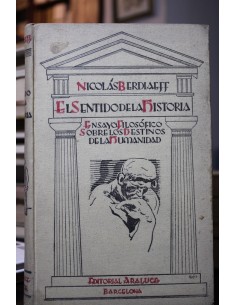 NICOLÁS BERDIAEFF
EL SENTIDO DE LA HISTORIA
ENSAYO FILOSÓFICO
SOBRE LOS DESTINOS
DE LA HUMANIDAD
EDITORIAL ARALUCE
BARCELONA